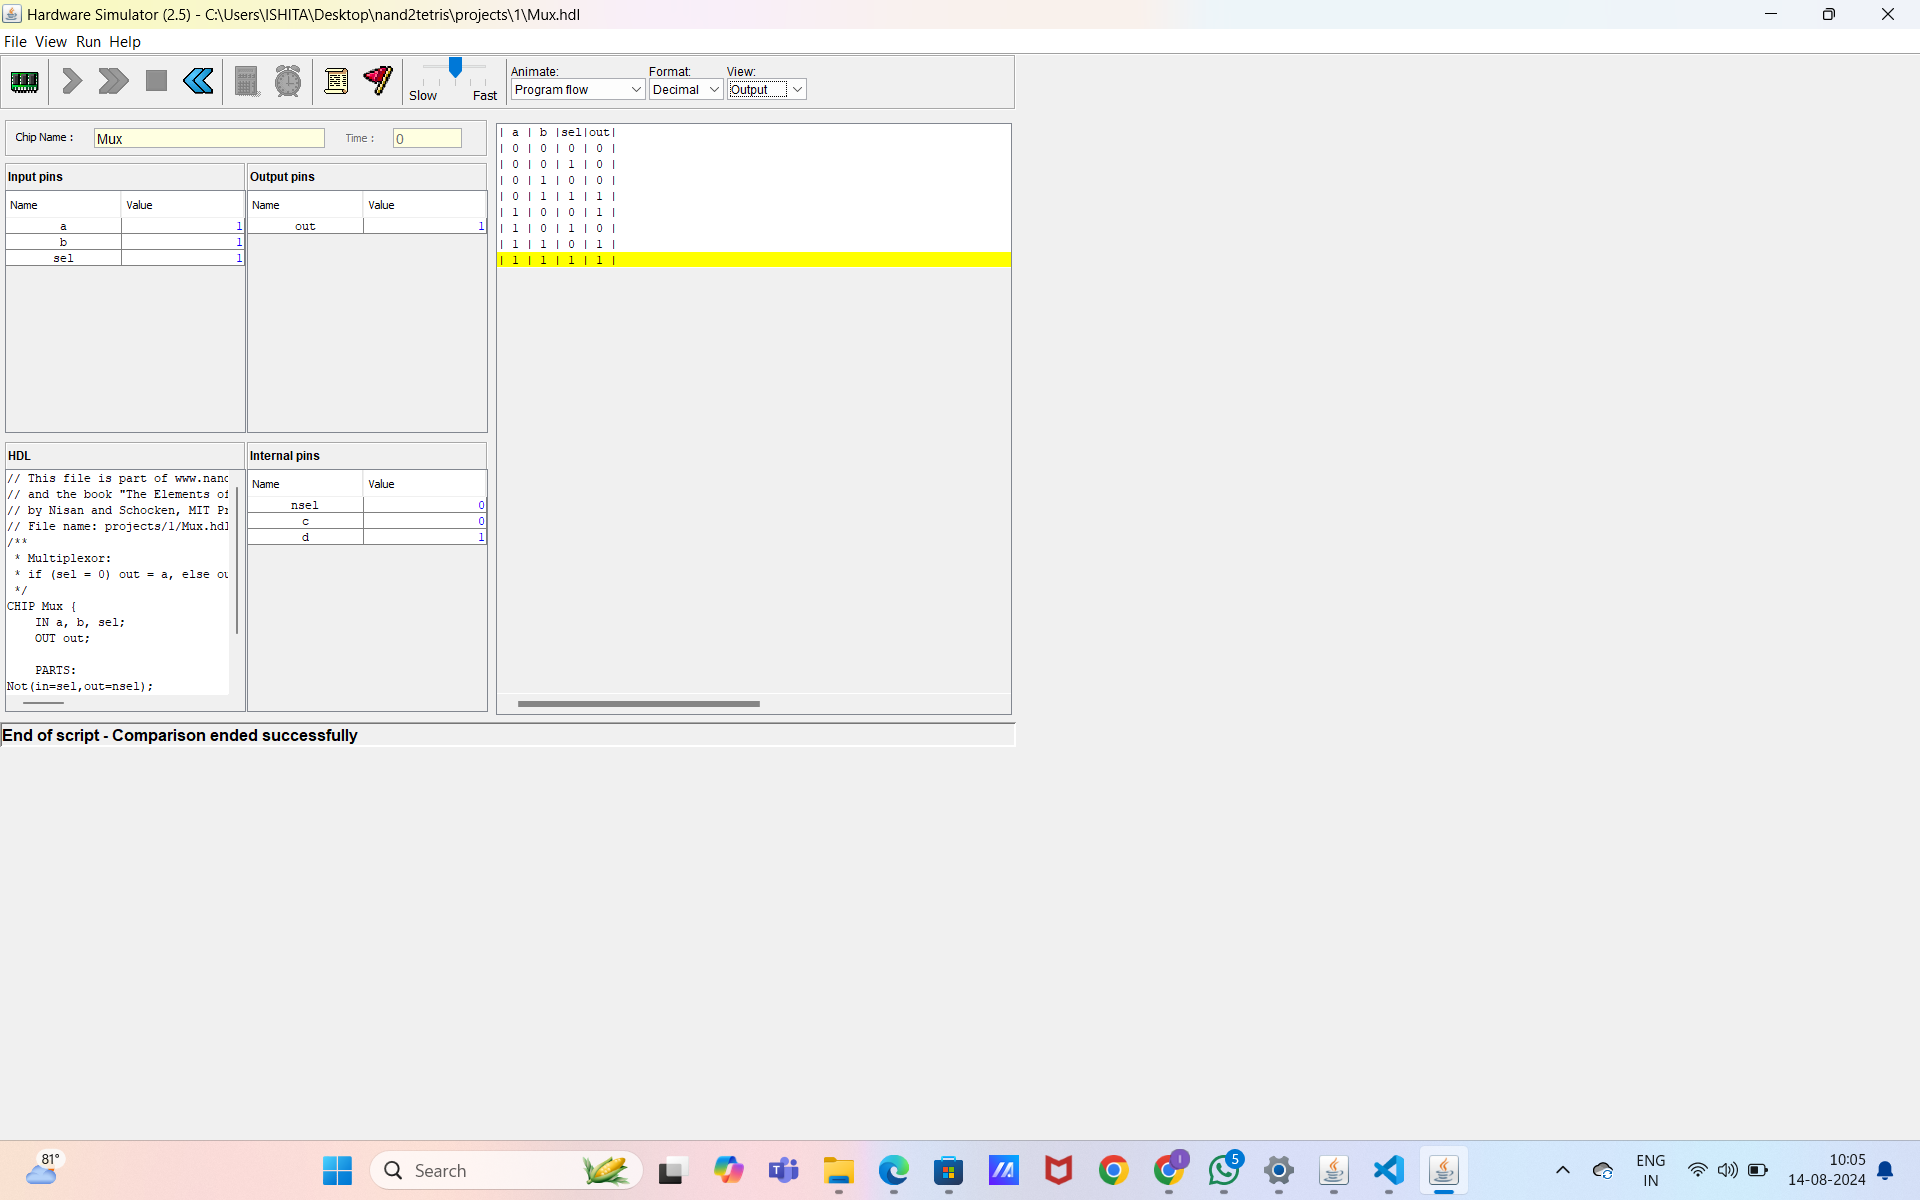 Hardware Simulator (2.5) - C:\Users\ISHITA\Desktop\nand2tetris\projects\1\Mux.hdl
File View Run Help
Slow Fast
Animate: Format: View:
Program flow Decimal Output
Chip Name : Mux Time : 0
Input pins
Name Value
a 1
b 1
sel 1
Output pins
Name Value
out 1
HDL
// This file is part of www.nand
// and the book "The Elements of
// by Nisan and Schocken, MIT Pr
// File name: projects/1/Mux.hdl
/**
* Multiplexor:
* if (sel = 0) out = a, else ou
*/
CHIP Mux {
IN a, b, sel;
OUT out;
PARTS:
Not(in=sel,out=nsel);
Internal pins
Name Value
nsel 0
c 0
d 1
| a | b |sel|out|
| 0 | 0 | 0 | 0 |
| 0 | 0 | 1 | 0 |
| 0 | 1 | 0 | 0 |
| 0 | 1 | 1 | 1 |
| 1 | 0 | 0 | 1 |
| 1 | 0 | 1 | 0 |
| 1 | 1 | 0 | 1 |
| 1 | 1 | 1 | 1 |
End of script - Comparison ended successfully
81°
Search
5
ENG
IN
10:05
14-08-2024